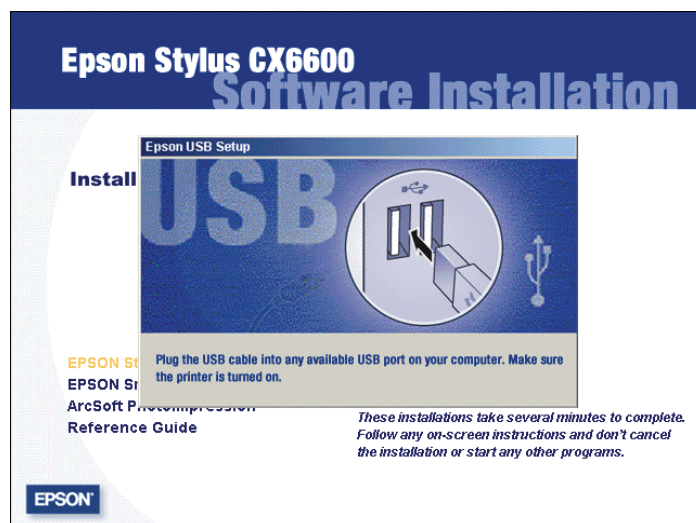 Epson Stylus CX6600
Software Installation
Epson USB Setup
Install
USB
Plug the USB cable into any available USB port on your computer. Make sure
the printer is turned on.
EPSON St
EPSON
ArcSoft
Reference Guide
These installations take several minutes to complete.
Follow any on-screen instructions and don't cancel
the installation or start any other programs.
EPSON